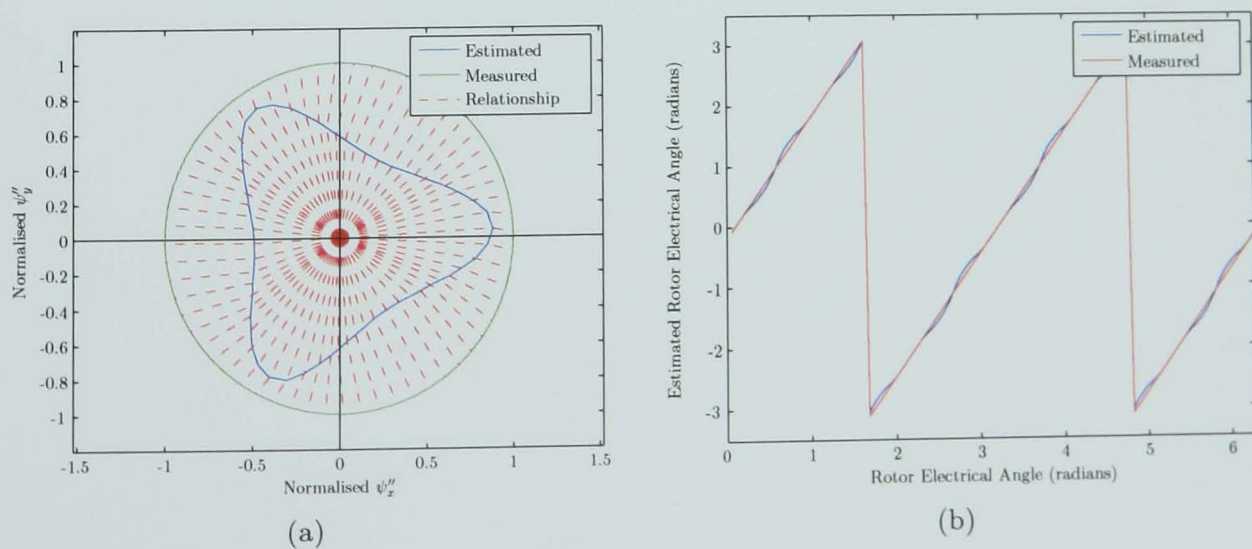 Estimated
Measured
Relationship
1
0.8
0.6
0.4
0.2
0
-0.2
-0.4
-0.6
-0.8
-1
-1.5
-1
-0.5
0
0.5
1
1.5
Normalised ψ″y
Normalised ψ″x
(a)
Estimated
Measured
3
2
1
0
-1
-2
-3
0
1
2
3
4
5
6
Estimated Rotor Electrical Angle (radians)
Rotor Electrical Angle (radians)
(b)